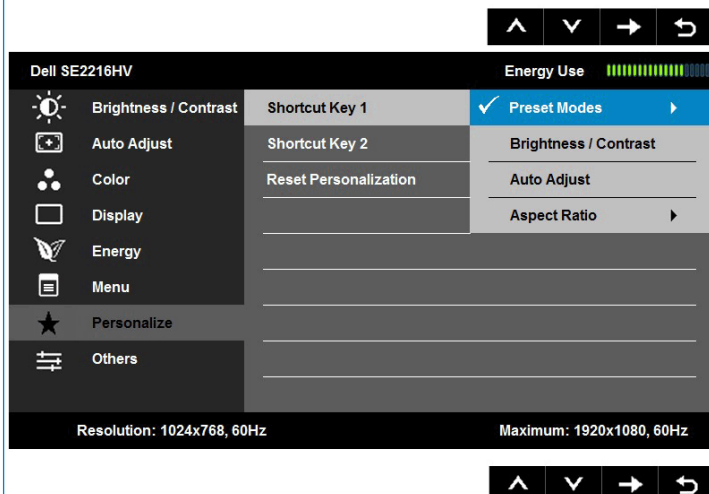 Dell SE2216HV Energy Use
Brightness / Contrast Shortcut Key 1 Preset Modes
Auto Adjust Shortcut Key 2 Brightness / Contrast
Color Reset Personalization Auto Adjust
Display Aspect Ratio
Energy
Menu
Personalize
Others
Resolution: 1024x768, 60Hz Maximum: 1920x1080, 60Hz